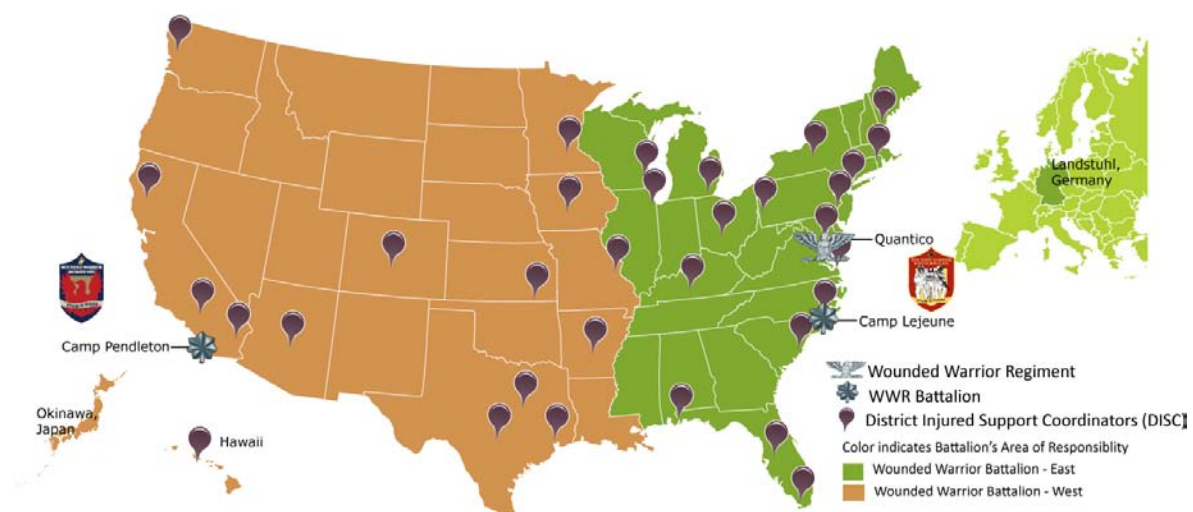 Landstuhl,
Germany
Quantico
Camp Lejeune
Camp Pendleton
Okinawa,
Japan
Hawaii
Wounded Warrior Regiment
WWR Battalion
District Injured Support Coordinators (DISC)
Color indicates Battalion's Area of Responsiblity
Wounded Warrior Battalion - East
Wounded Warrior Battalion - West